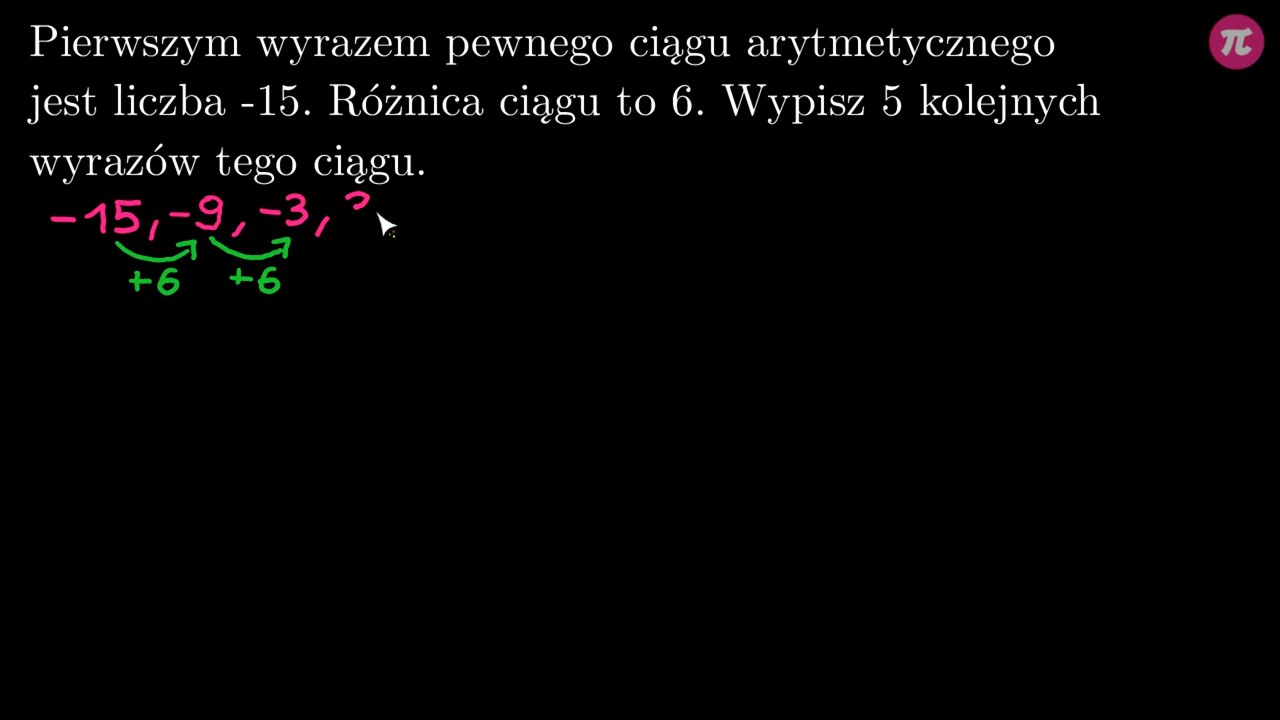 Pierwszym wyrazem pewnego ciągu arytmetycznego
jest liczba -15. Różnica ciągu to 6. Wypisz 5 kolejnych
wyrazów tego ciągu.
-15, -9, -3,
+6 +6
π